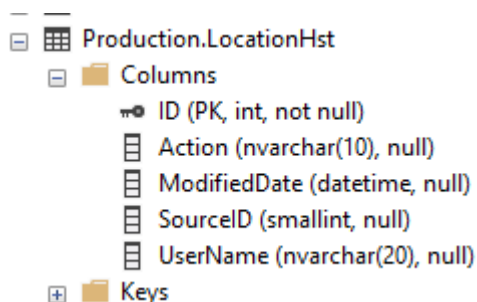 Production.LocationHst
Columns
ID (PK, int, not null)
Action (nvarchar(10), null)
ModifiedDate (datetime, null)
SourceID (smallint, null)
UserName (nvarchar(20), null)
Keys